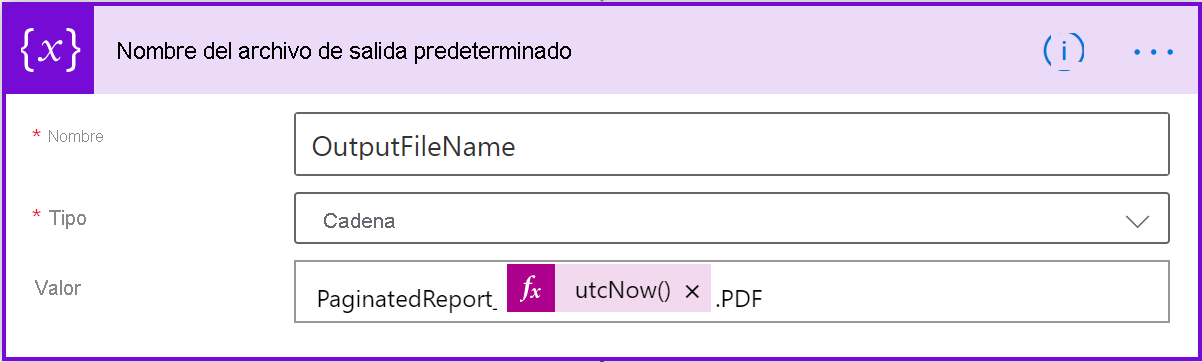 {x} Nombre del archivo de salida predeterminado i ...
* Nombre OutputFileName
* Tipo Cadena
Valor PaginatedReport_ fx utcNow() × .PDF